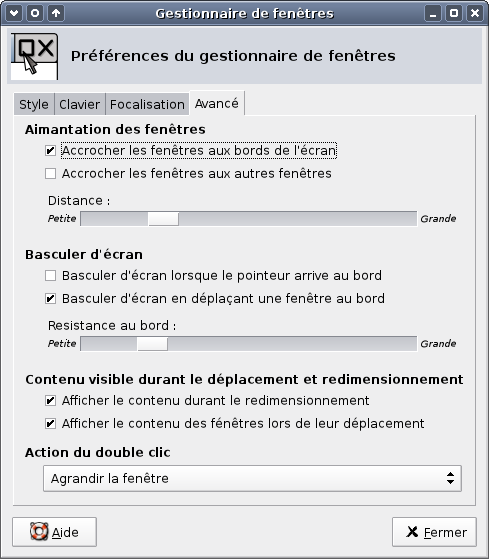 Gestionnaire de fenêtres
Préférences du gestionnaire de fenêtres
Style Clavier Focalisation Avancé
Aimantation des fenêtres
Accrocher les fenêtres aux bords de l'écran
Accrocher les fenêtres aux autres fenêtres
Distance :
Petite Grande
Basculer d'écran
Basculer d'écran lorsque le pointeur arrive au bord
Basculer d'écran en déplaçant une fenêtre au bord
Resistance au bord :
Petite Grande
Contenu visible durant le déplacement et redimensionnement
Afficher le contenu durant le redimensionnement
Afficher le contenu des fénêtres lors de leur déplacement
Action du double clic
Agrandir la fenêtre
Aide Fermer